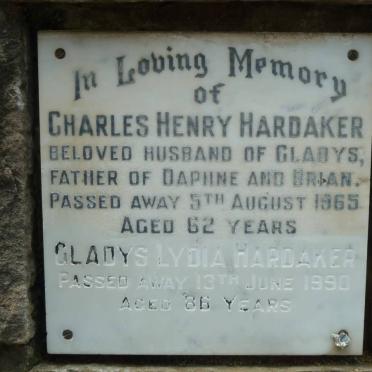 In Loving Memory
of
CHARLES HENRY HARDAKER
BELOVED HUSBAND OF GLADYS,
FATHER OF DAPHNE AND BRIAN.
PASSED AWAY 5TH AUGUST 1965
AGED 62 YEARS
GLADYS LYDIA HARDAKER
PASSED AWAY 13TH JUNE 1990
AGED 86 YEARS